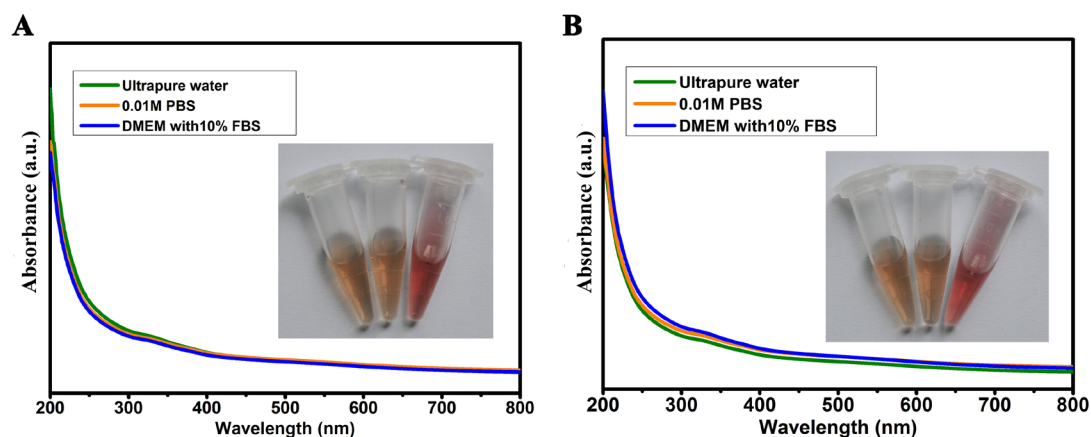 A
Absorbance (a.u.)
Ultrapure water
0.01M PBS
DMEM with10% FBS
200 300 400 500 600 700 800
Wavelength (nm)
B
Absorbance (a.u.)
Ultrapure water
0.01M PBS
DMEM with10% FBS
200 300 400 500 600 700 800
Wavelength (nm)